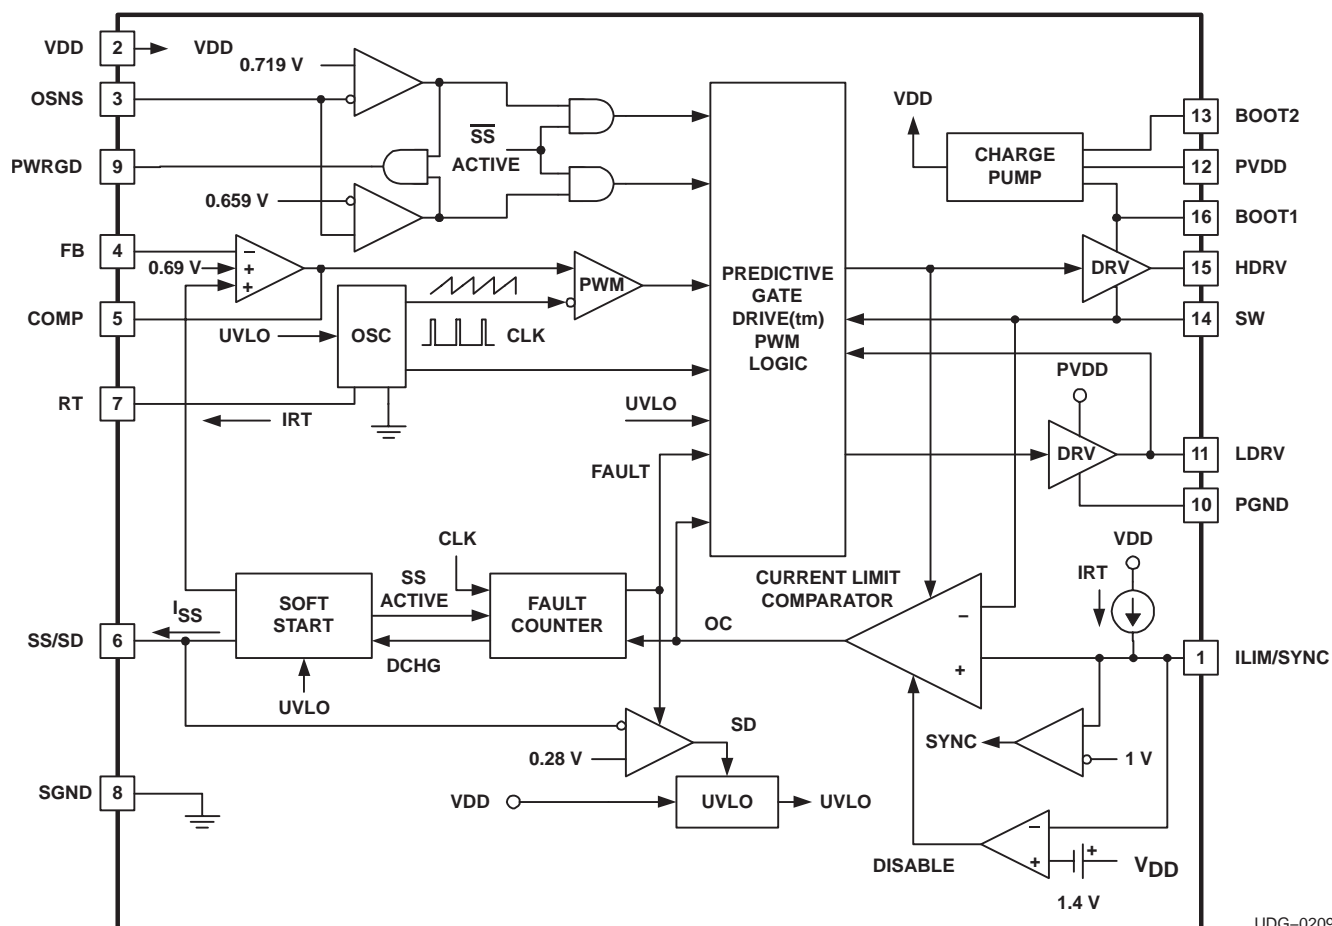 VDD 2 VDD
0.719 V
OSNS 3
SS
ACTIVE
PWRGD 9
0.659 V
FB 4
0.69 V
−
+
+
COMP 5
UVLO
OSC
CLK
PWM
RT 7
IRT
UVLO
FAULT
PREDICTIVE
GATE
DRIVE(tm)
PWM
LOGIC
VDD
CHARGE
PUMP
13 BOOT2
12 PVDD
16 BOOT1
DRV
15 HDRV
14 SW
PVDD
DRV
11 LDRV
10 PGND
CLK
SS
ACTIVE
SOFT
START
FAULT
COUNTER
ISS
SS/SD 6
DCHG
UVLO
OC
CURRENT LIMIT
COMPARATOR
−
+
VDD
IRT
1 ILIM/SYNC
SYNC
1 V
0.28 V
SD
SGND 8
VDD
UVLO
UVLO
DISABLE
−
+
+
VDD
1.4 V
UDG–0209